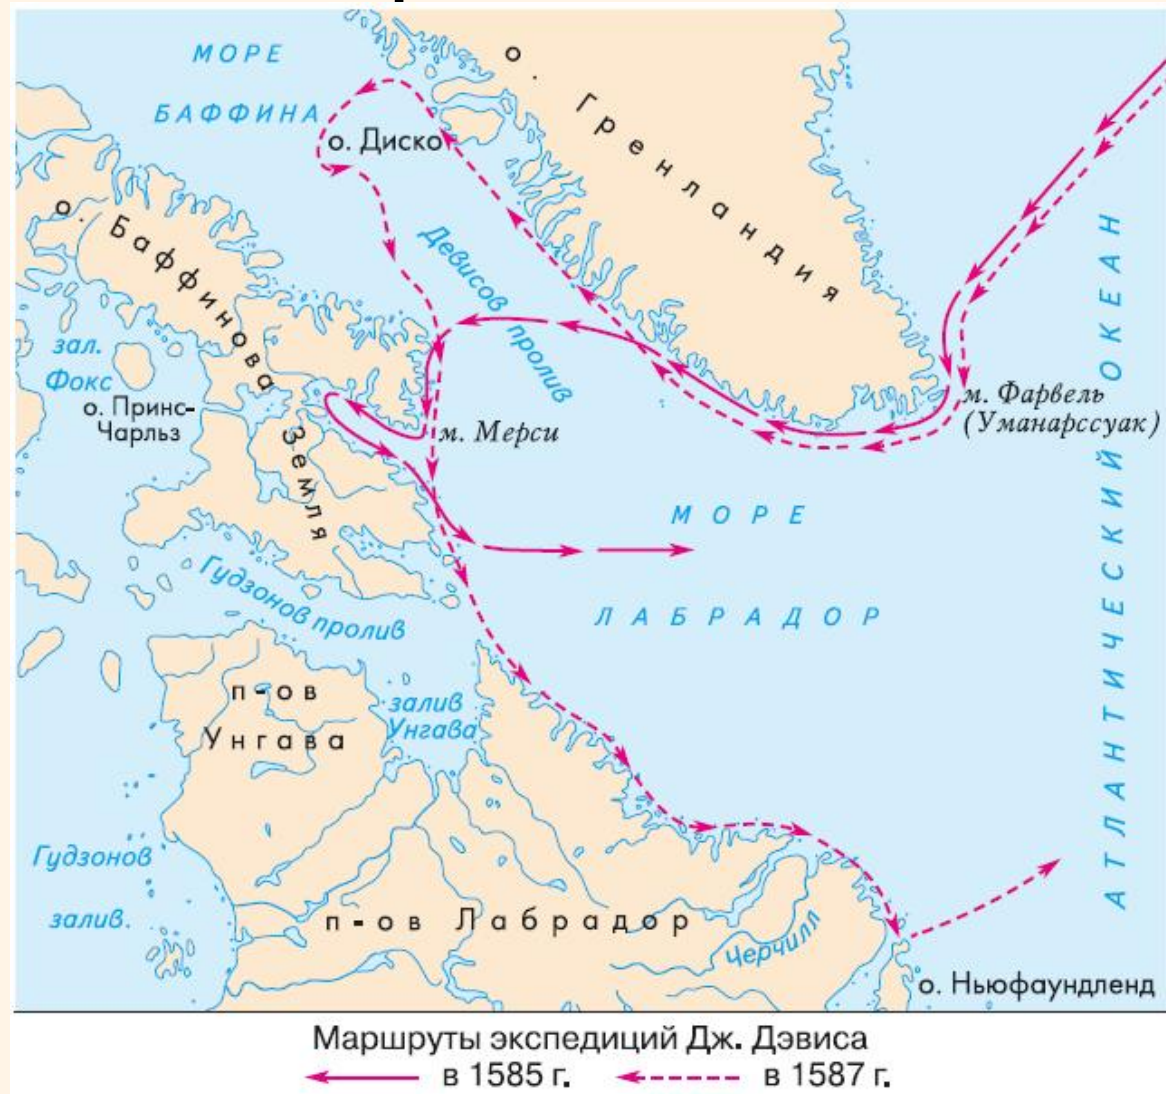 МОРЕ
БАФФИНА
о. Гренландия
о. Диско
о. Баффинова Земля
Девисов пролив
АТЛАНТИЧЕСКИЙ ОКЕАН
зал.
Фокс
о. Принс-
Чарльз
м. Фарвель
(Уманарссуак)
м. Мерси
МОРЕ
ЛАБРАДОР
Гудзонов пролив
п-ов
Унгава
залив
Унгава
Гудзонов
залив.
п-ов Лабрадор
Черчилл
о. Ньюфаундленд
Маршруты экспедиций Дж. Дэвиса
в 1585 г. в 1587 г.